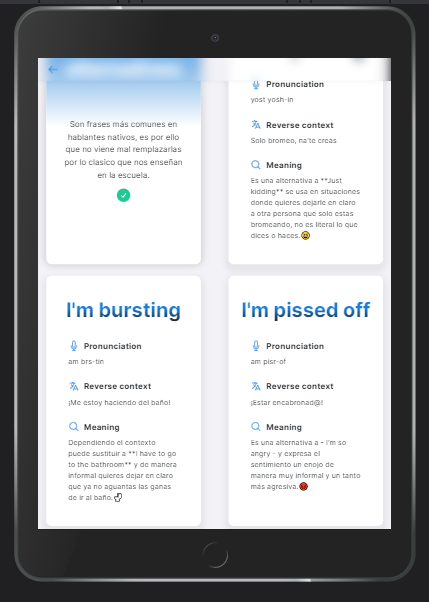 Son frases más comunes en
hablantes nativos, es por ello
que no viene mal remplazarlas
por lo clasico que nos enseñan
en la escuela.
Pronunciation
yost yosh-in
Reverse context
Solo bromeo, na'te creas
Meaning
Es una alternativa a **Just
kidding** se usa en situaciones
donde quieres dejarle en claro
a otra persona que solo estas
bromeando, no es literal lo que
dices o haces.😄
I'm bursting
Pronunciation
am brs-tin
Reverse context
¡Me estoy haciendo del baño!
Meaning
Dependiendo el contexto
puede sustituir a **I have to go
to the bathroom** y de manera
informal quieres dejar en claro
que ya no aguantas las ganas
de ir al baño.🚽
I'm pissed off
Pronunciation
am pisr-of
Reverse context
¡Estar encabronad@!
Meaning
Es una alternativa a - I'm so
angry - y expresa el
sentimiento un enojo de
manera muy informal y un tanto
más agresiva.😡